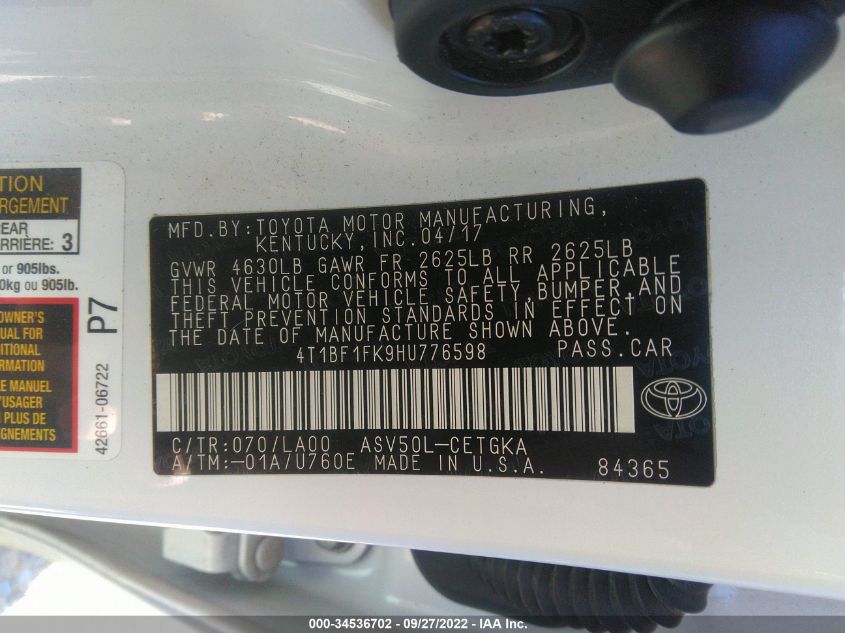 TION
RGEMENT
REAR
ARRIÈRE: 3
or 905lbs.
0kg ou 905lb.
OWNER'S
UAL FOR
DITIONAL
ORMATION
E MANUEL
'USAGER
PLUS DE
GNEMENTS
P7
42661-06722
MFD. BY: TOYOTA MOTOR MANUFACTURING,
KENTUCKY, INC. 04/17
GVWR 4630LB GAWR FR 2625LB RR 2625LB
THIS VEHICLE CONFORMS TO ALL APPLICABLE
FEDERAL MOTOR VEHICLE SAFETY, BUMPER, AND
THEFT PREVENTION STANDARDS IN EFFECT ON
THE DATE OF MANUFACTURE SHOWN ABOVE.
4T1BF1FK9HU776598 PASS.CAR
C/TR:070/LA00 ASV50L-CETGKA
A/TM:-01A/U760E MADE IN U.S.A. 84365
000-34536702 - 09/27/2022 - IAA Inc.